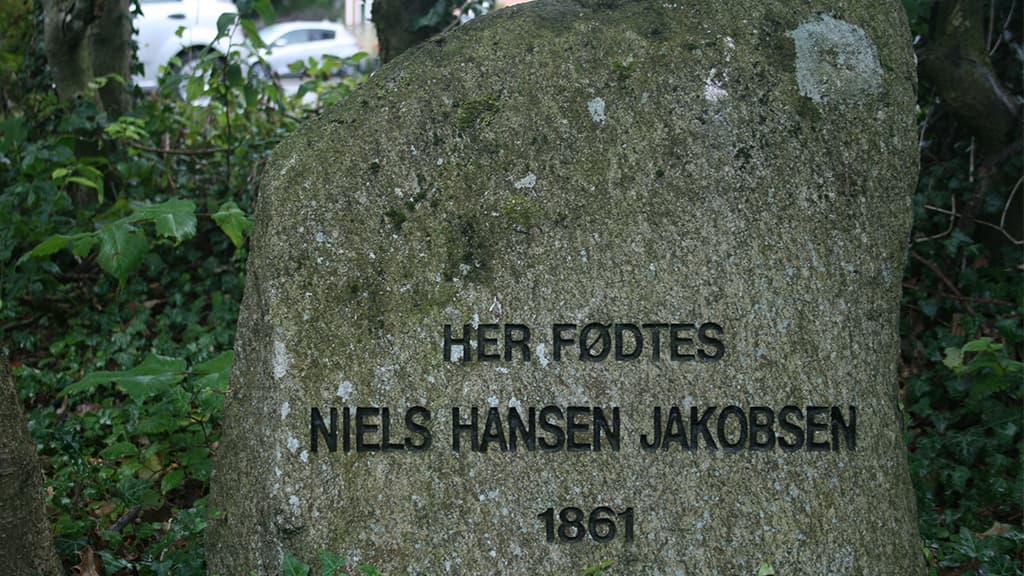 HER FØDTES
NIELS HANSEN JAKOBSEN
1861